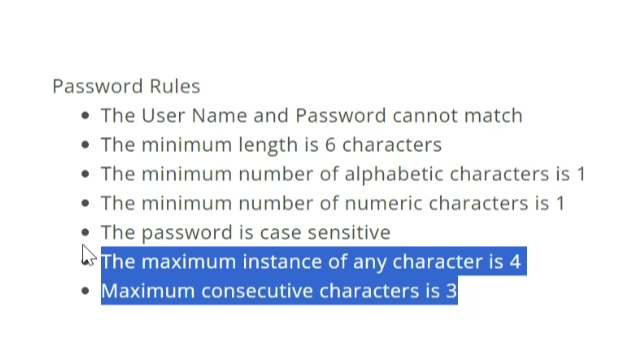 Password Rules
The User Name and Password cannot match
The minimum length is 6 characters
The minimum number of alphabetic characters is 1
The minimum number of numeric characters is 1
The password is case sensitive
The maximum instance of any character is 4
Maximum consecutive characters is 3